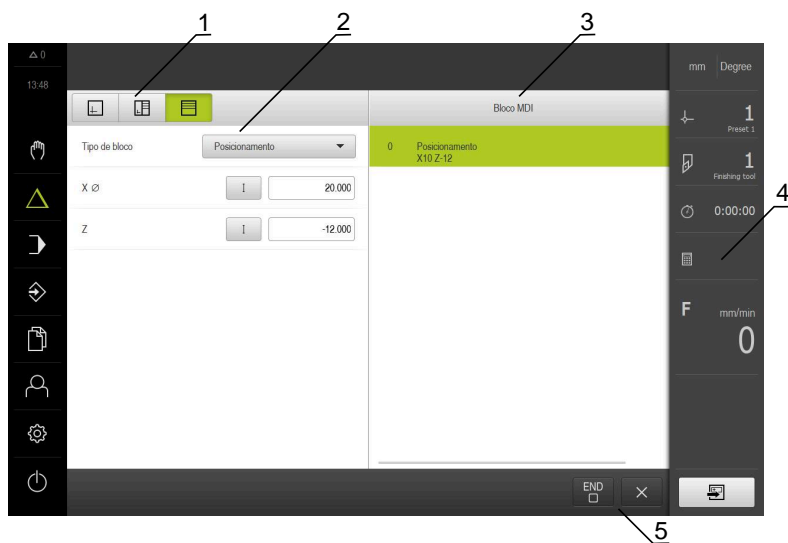 1
2
3
0
13:48
mm Degree
Bloco MDI
1
Preset 1
Tipo de bloco
Posicionamento
0 Posicionamento
X10 Z-12
1
Finishing tool
X Ø
I
20.000
4
0:00:00
Z
I
-12.000
F mm/min
0
END
5